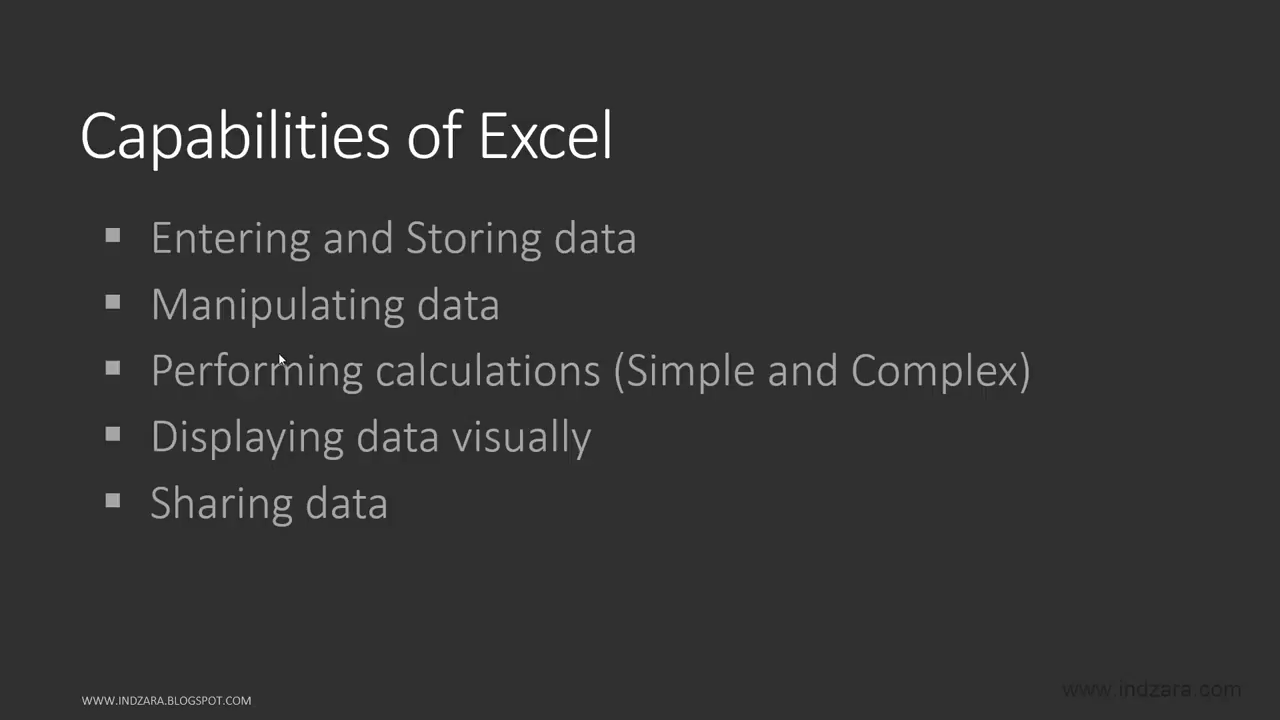 Capabilities of Excel
Entering and Storing data
Manipulating data
Performing calculations (Simple and Complex)
Displaying data visually
Sharing data
WWW.INDZARA.BLOGSPOT.COM
www.indzara.com